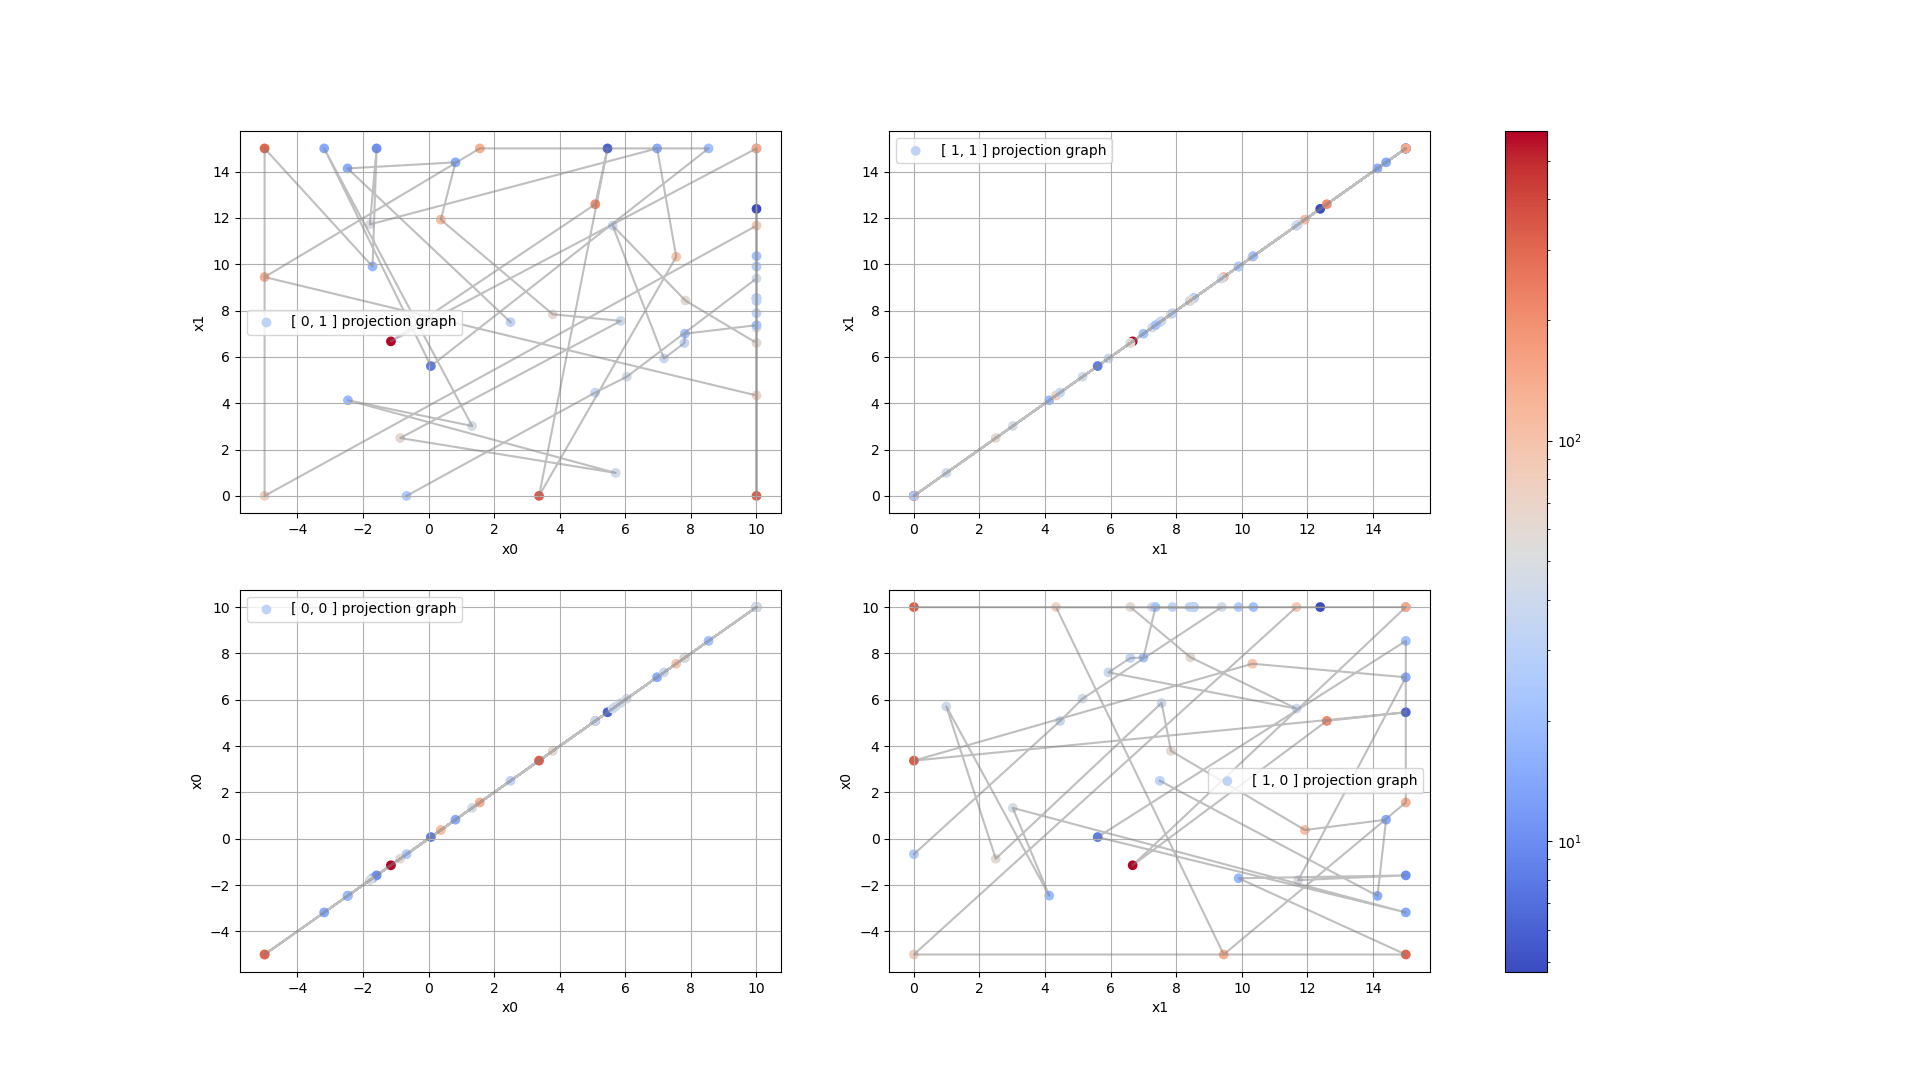 [ 0, 1 ] projection graph
14
12
10
8
6
4
2
0
x1
−4 −2 0 2 4 6 8 10
x0
[ 1, 1 ] projection graph
14
12
10
8
6
4
2
0
x1
0 2 4 6 8 10 12 14
x1
[ 0, 0 ] projection graph
10
8
6
4
2
0
−2
−4
x0
−4 −2 0 2 4 6 8 10
x0
[ 1, 0 ] projection graph
10
8
6
4
2
0
−2
−4
x0
0 2 4 6 8 10 12 14
x1
10²
10¹